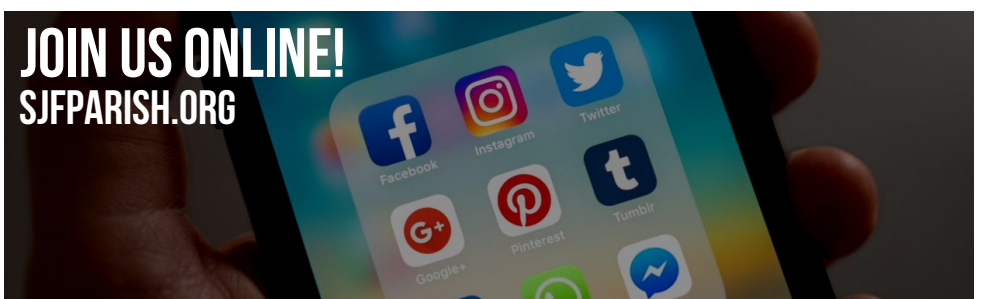 JOIN US ONLINE!
SJFPARISH.ORG
Facebook
Instagram
Twitter
Google+
Pinterest
Tumblr